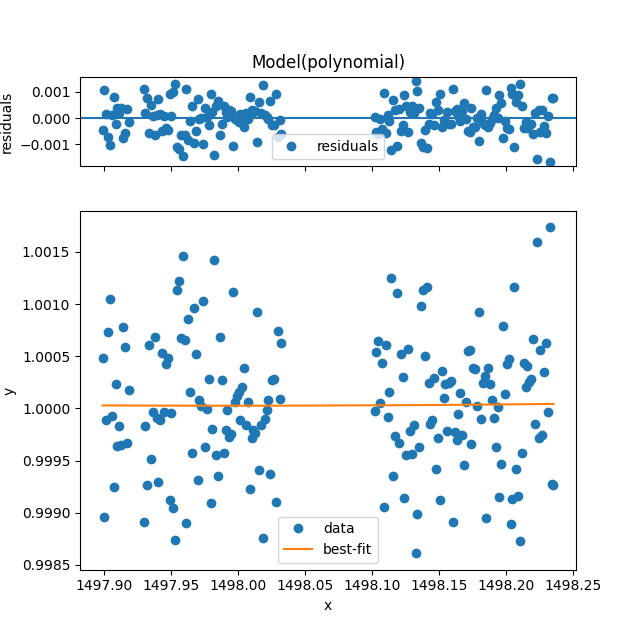 Model(polynomial)
residuals
0.001
0.000
−0.001
residuals
y
1.0015
1.0010
1.0005
1.0000
0.9995
0.9990
0.9985
data
best-fit
1497.90 1497.95 1498.00 1498.05 1498.10 1498.15 1498.20 1498.25
x